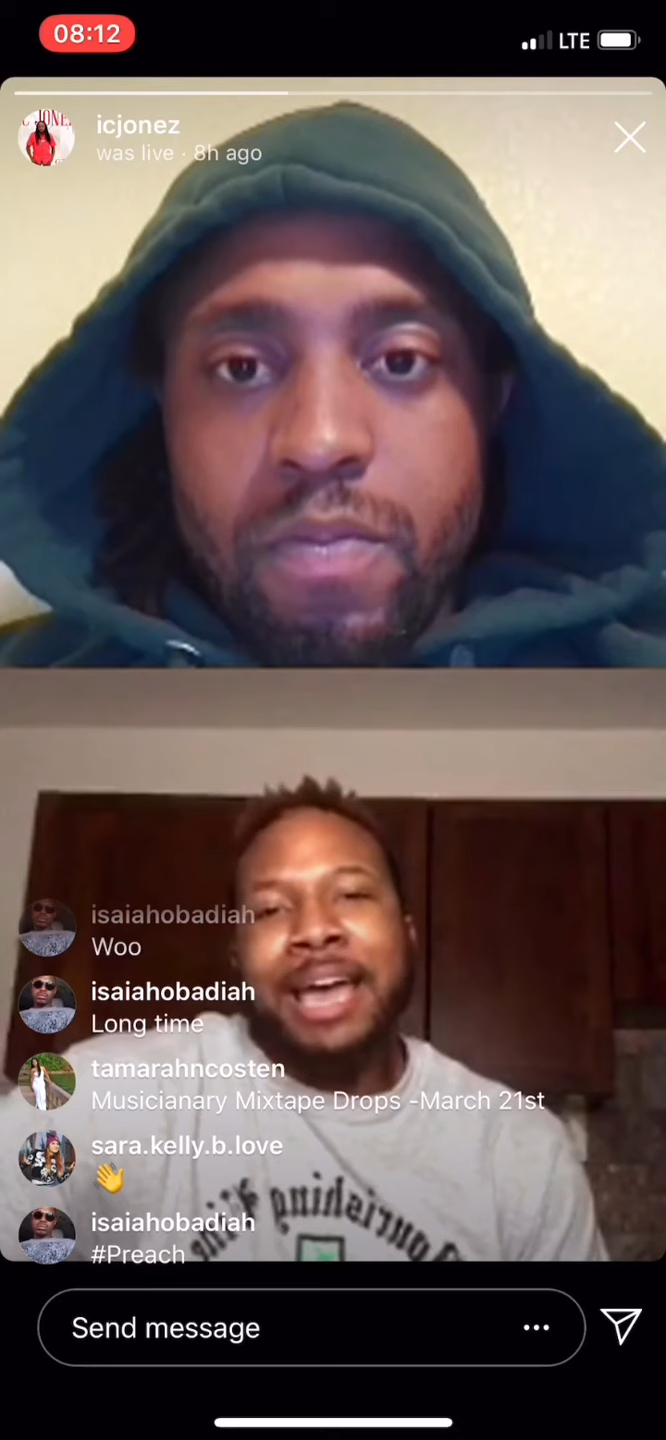 08:12
LTE
icjonez
was live · 8h ago
isaiahobadiah
Woo
isaiahobadiah
Long time
tamarahncosten
Musicianary Mixtape Drops -March 21st
sara.kelly.b.love
👋
isaiahobadiah
#Preach
Send message